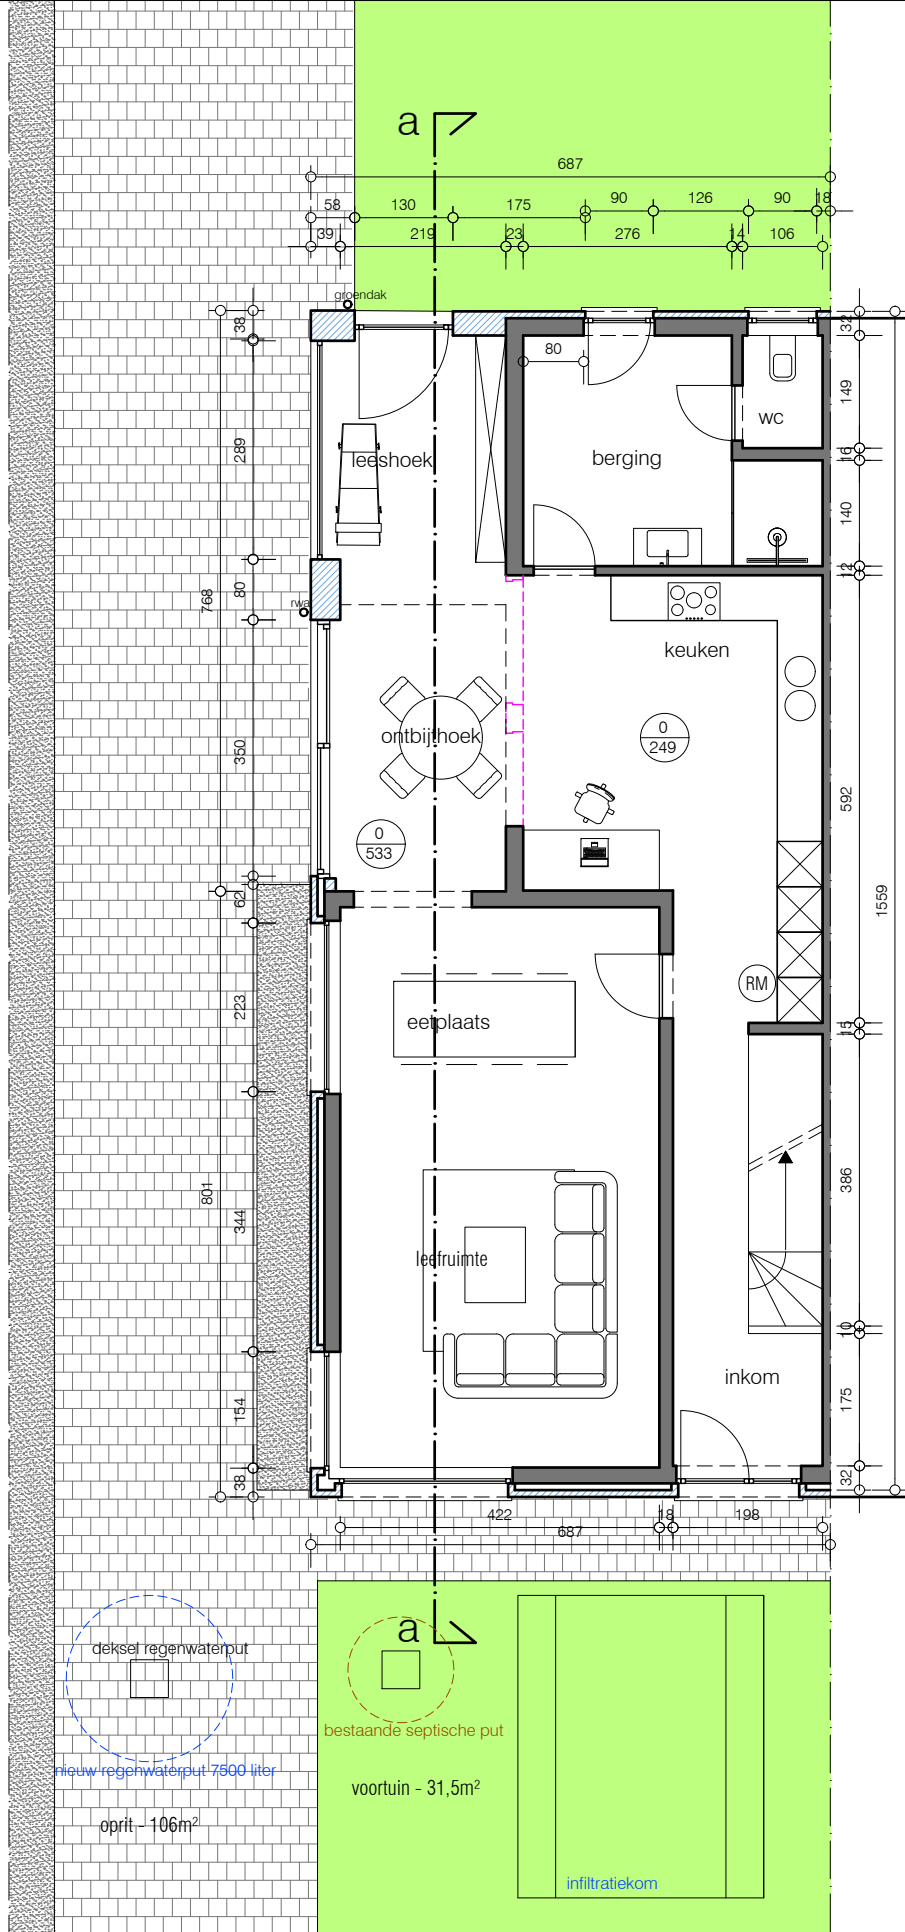 a
687
58
130
175
90
126
90
18
39
219
23
276
14
106
groendak
38
32
80
wc
149
leeshoek
berging
289
16
140
12
768
80
rwa
keuken
ontbijthoek
0
249
350
592
0
533
62
1559
RM
223
eetplaats
15
801
344
386
leefruimte
10
inkom
154
175
38
32
422
18
198
687
a
deksel regenwaterput
bestaande septische put
nieuw regenwaterput 7500 liter
voortuin - 31,5m²
oprit - 106m²
infiltratiekom